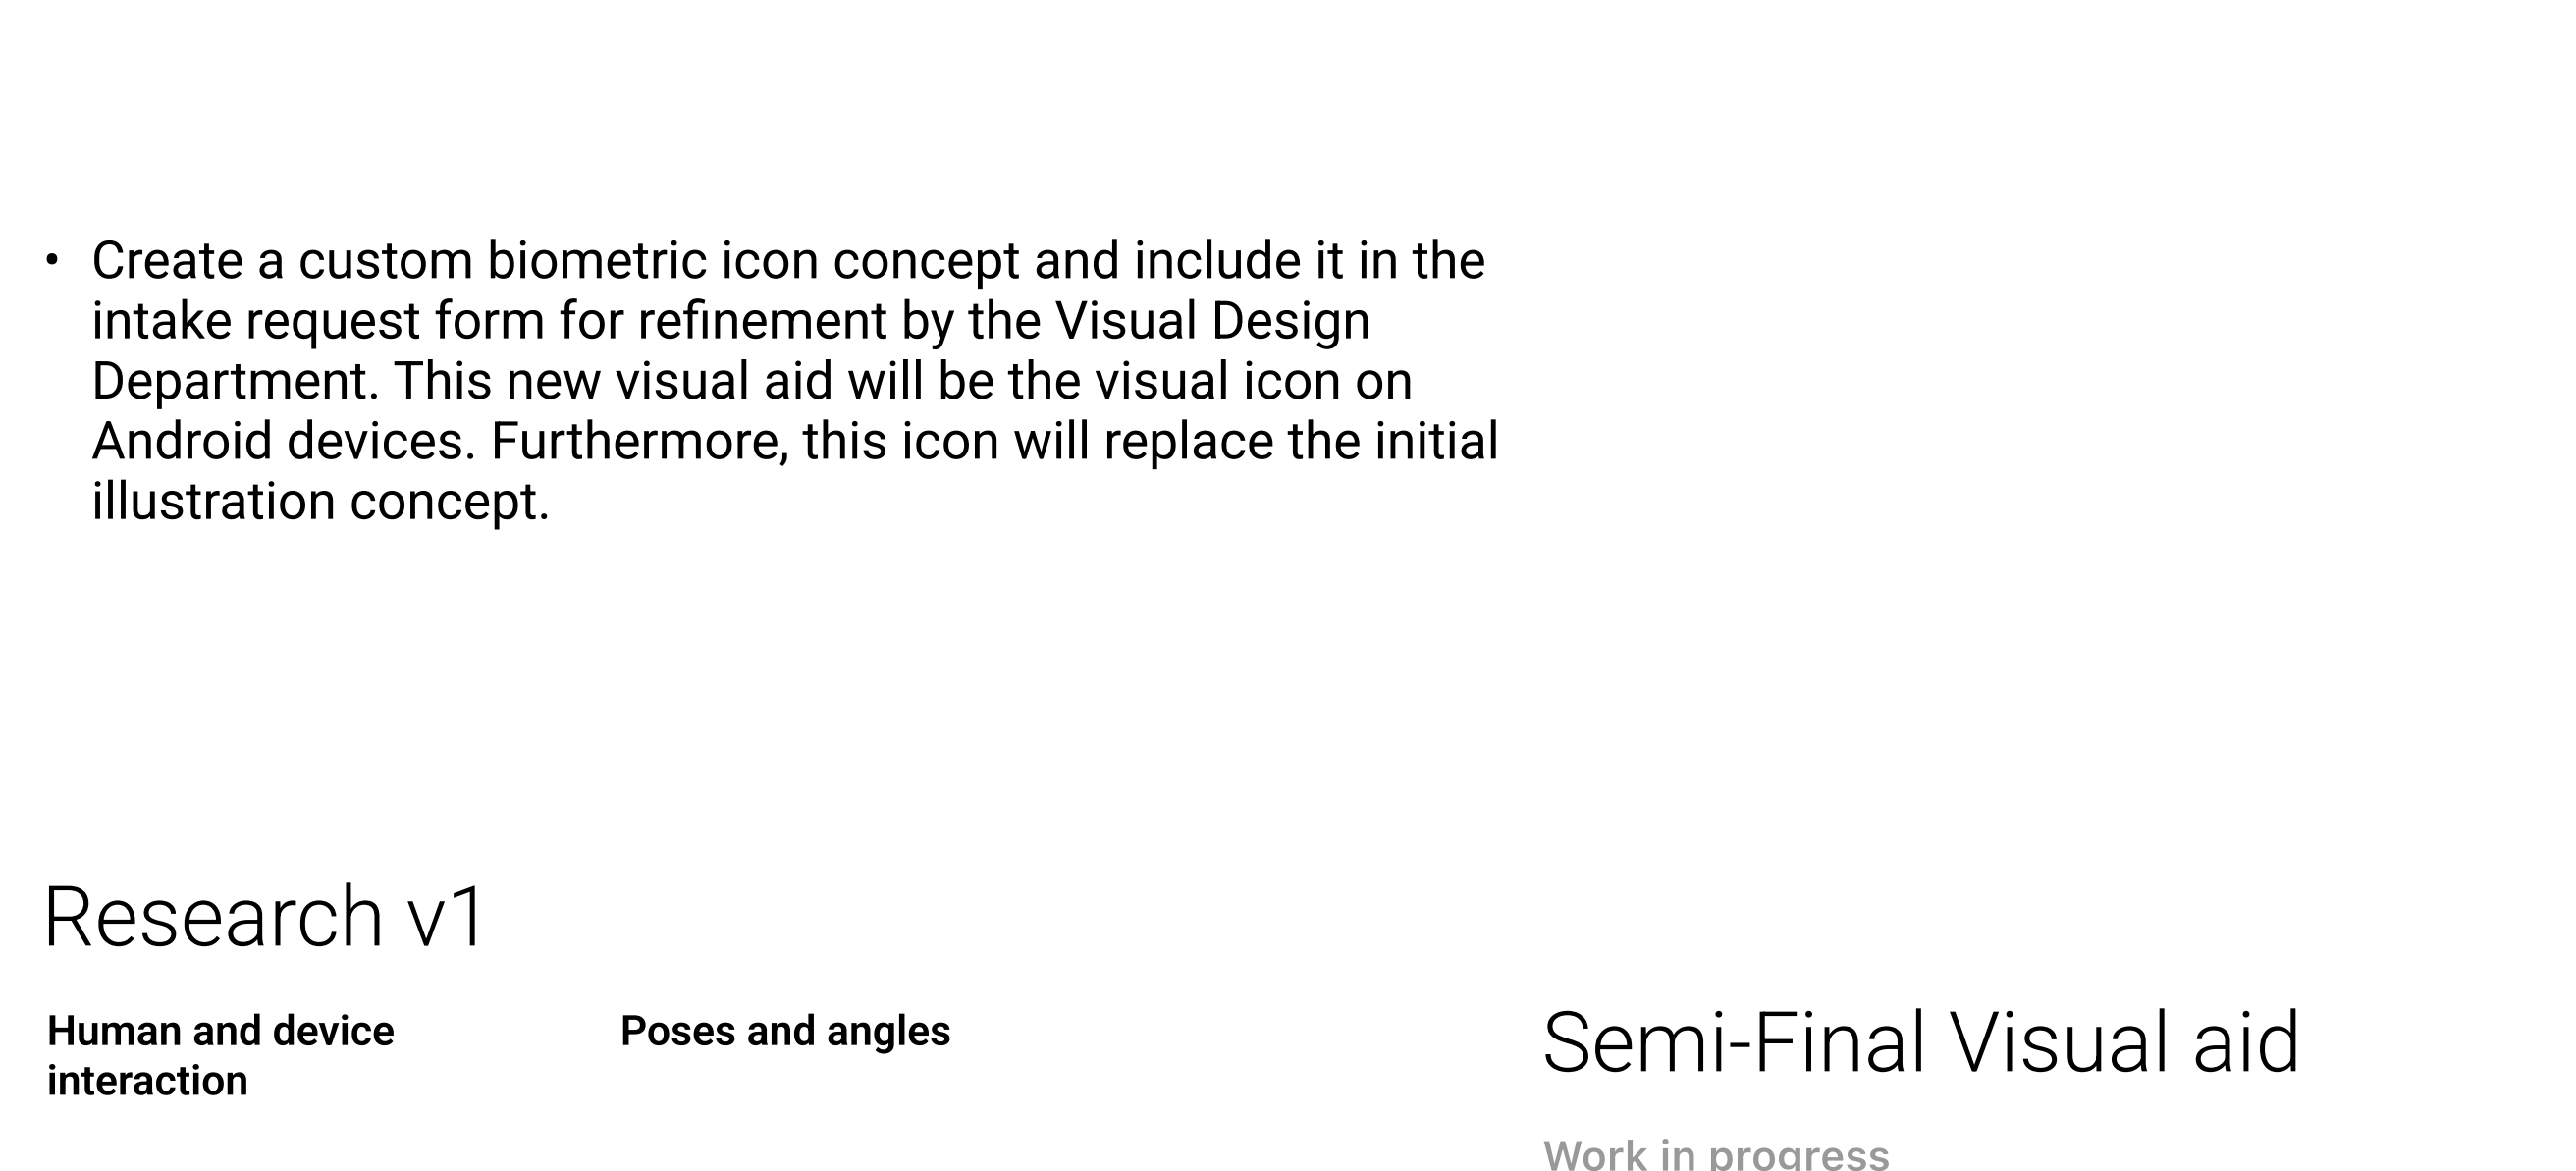 • Create a custom biometric icon concept and include it in the
intake request form for refinement by the Visual Design
Department. This new visual aid will be the visual icon on
Android devices. Furthermore, this icon will replace the initial
illustration concept.
Research v1
Human and device
interaction
Poses and angles
Semi-Final Visual aid
Work in progress